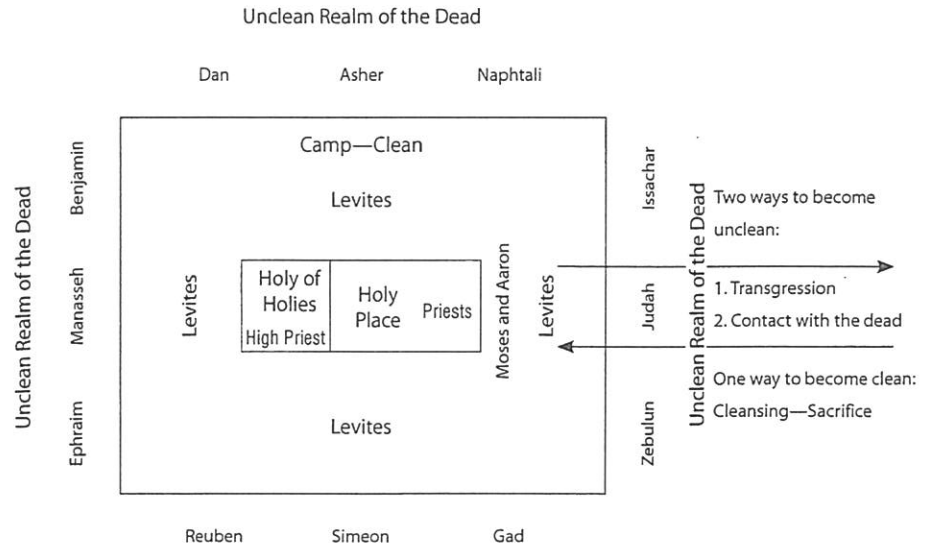 Unclean Realm of the Dead
Dan
Asher
Naphtali
Camp—Clean
Levites
Unclean Realm of the Dead
Benjamin
Manasseh
Ephraim
Levites
Holy of
Holies
High Priest
Holy
Place
Priests
Moses and Aaron
Levites
Issachar
Judah
Zebulun
Unclean Realm of the Dead
Two ways to become
unclean:
1. Transgression
2. Contact with the dead
One way to become clean:
Cleansing—Sacrifice
Levites
Reuben
Simeon
Gad